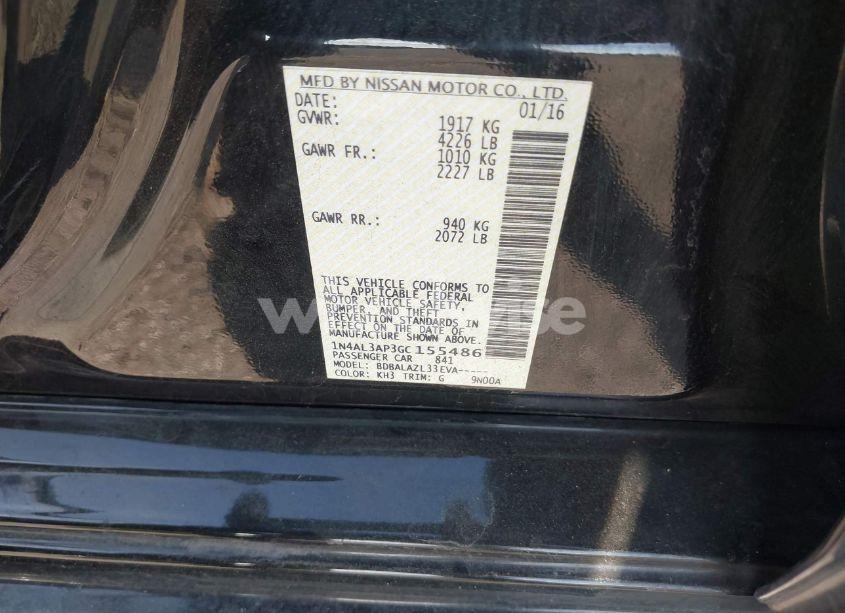 MFD BY NISSAN MOTOR CO., LTD.
DATE: 01/16
GVWR: 1917 KG
4226 LB
GAWR FR.: 1010 KG
2227 LB
GAWR RR.: 940 KG
2072 LB
THIS VEHICLE CONFORMS TO
ALL APPLICABLE FEDERAL
MOTOR VEHICLE SAFETY,
BUMPER, AND THEFT
PREVENTION STANDARDS IN
EFFECT ON THE DATE OF
MANUFACTURE SHOWN ABOVE.
1N4AL3AP3GC155486
PASSENGER CAR 841
MODEL: BDBALAZL33EVA-----
COLOR: KH3 TRIM: G 9N00A